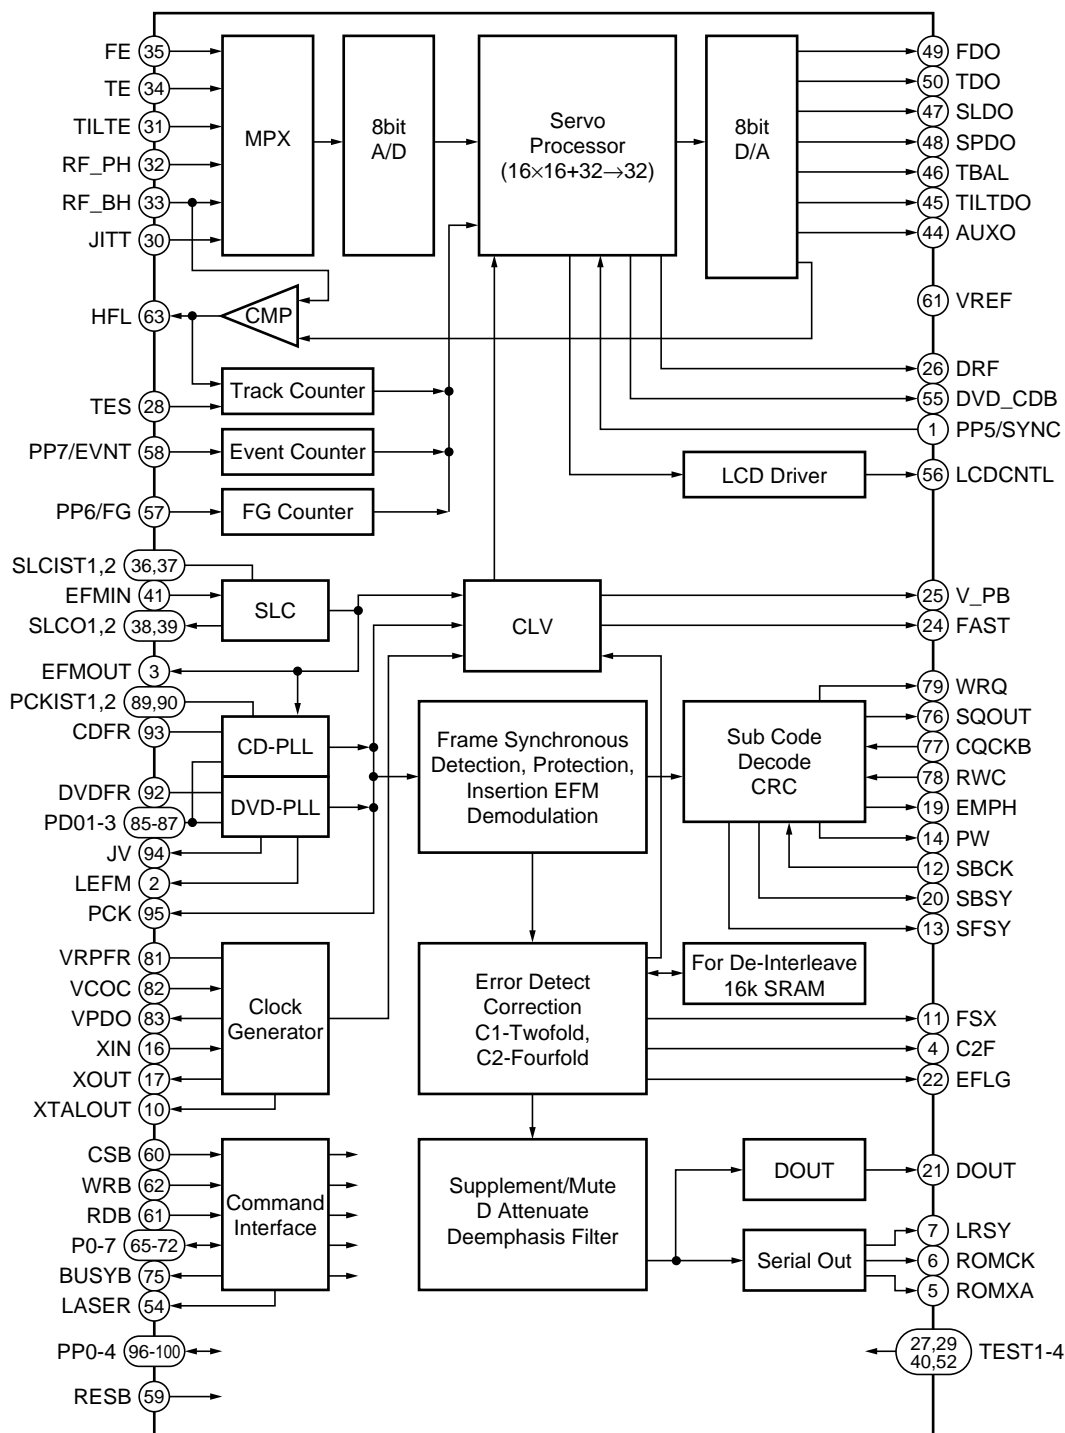 FE 35
TE 34
TILTE 31
RF_PH 32
RF_BH 33
JITT 30
HFL 63
TES 28
PP7/EVNT 58
PP6/FG 57
SLCIST1,2 36,37
EFMIN 41
SLCO1,2 38,39
EFMOUT 3
PCKIST1,2 89,90
CDFR 93
DVDFR 92
PD01-3 85-87
JV 94
LEFM 2
PCK 95
VRPFR 81
VCOC 82
VPDO 83
XIN 16
XOUT 17
XTALOUT 10
CSB 60
WRB 62
RDB 61
P0-7 65-72
BUSYB 75
LASER 54
PP0-4 96-100
RESB 59
MPX
8bit
A/D
Servo
Processor
(16×16+32→32)
8bit
D/A
CMP
Track Counter
Event Counter
FG Counter
LCD Driver
SLC
CLV
CD-PLL
DVD-PLL
Frame Synchronous
Detection, Protection,
Insertion EFM
Demodulation
Sub Code
Decode
CRC
Clock
Generator
Error Detect
Correction
C1-Twofold,
C2-Fourfold
For De-Interleave
16k SRAM
Command
Interface
Supplement/Mute
D Attenuate
Deemphasis Filter
DOUT
Serial Out
49 FDO
50 TDO
47 SLDO
48 SPDO
46 TBAL
45 TILTDO
44 AUXO
61 VREF
26 DRF
55 DVD_CDB
1 PP5/SYNC
56 LCDCNTL
25 V_PB
24 FAST
79 WRQ
76 SQOUT
77 CQCKB
78 RWC
19 EMPH
14 PW
12 SBCK
20 SBSY
13 SFSY
11 FSX
4 C2F
22 EFLG
21 DOUT
7 LRSY
6 ROMCK
5 ROMXA
27,29
40,52 TEST1-4